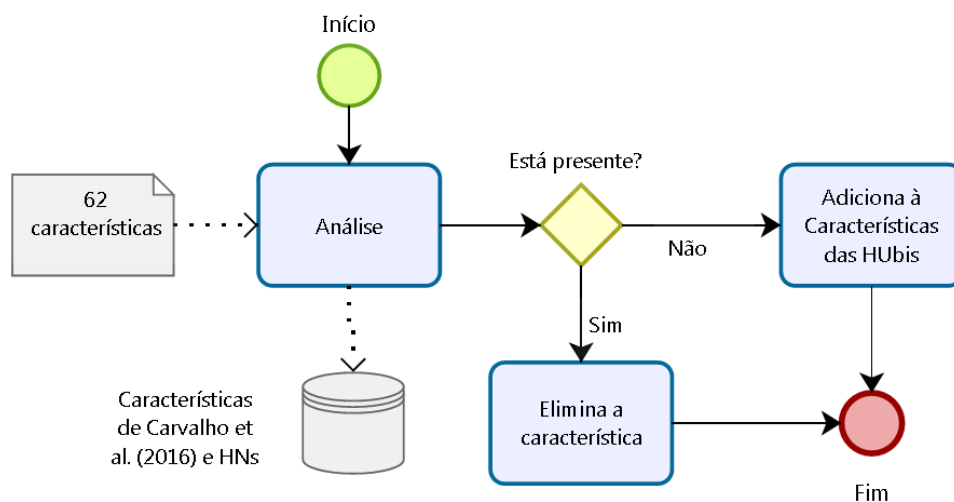 Início
62
características
Análise
Está presente?
Não
Adiciona à
Características
das HUbis
Sim
Elimina a
característica
Características
de Carvalho et
al. (2016) e HNs
Fim